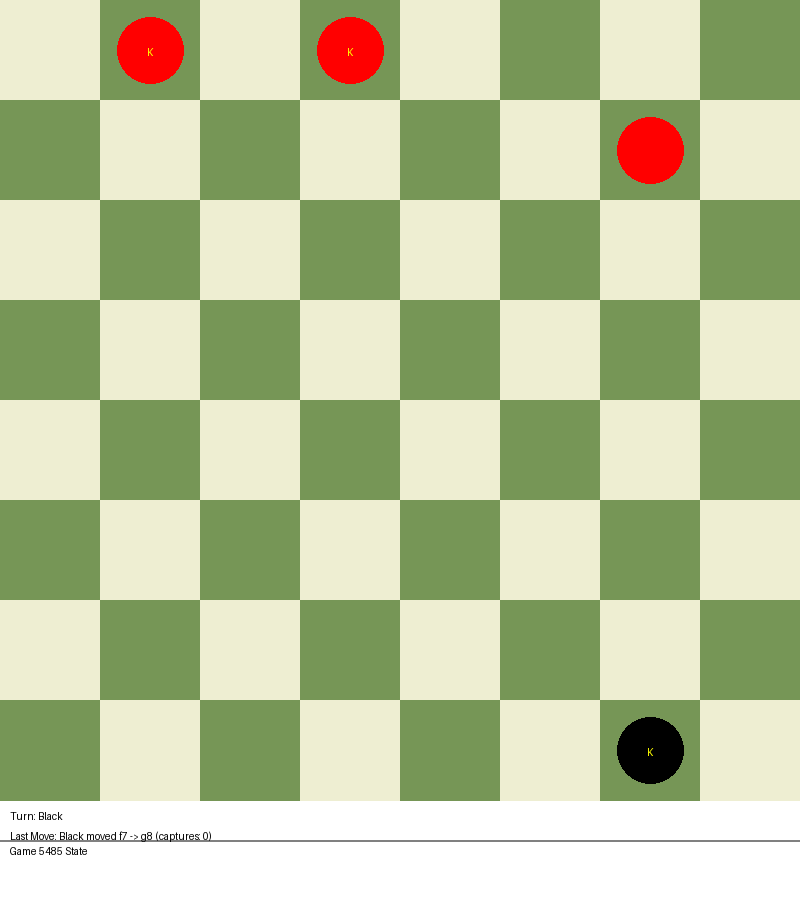 K K
K
Turn: Black
Last Move: Black moved f7 -> g8 (captures: 0)
Game 5485 State